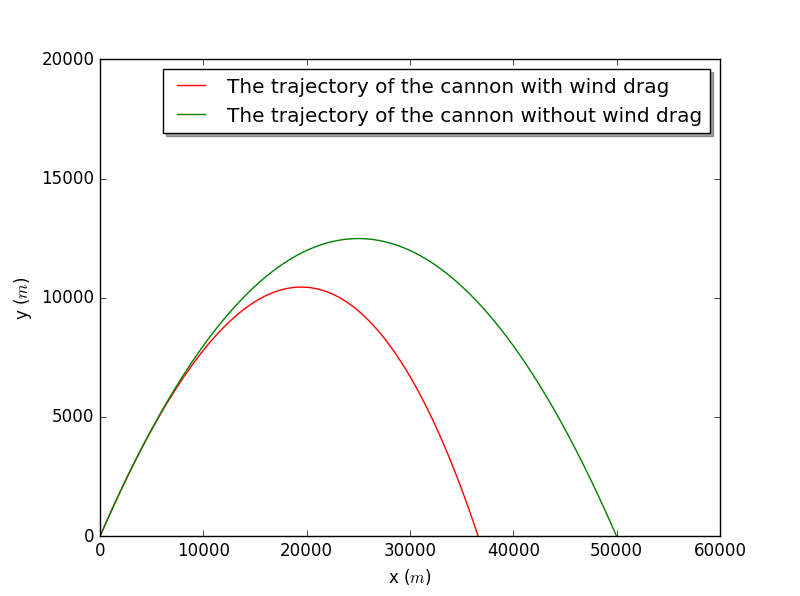 20000
The trajectory of the cannon with wind drag
The trajectory of the cannon without wind drag
15000
10000
5000
0
y (m)
0 10000 20000 30000 40000 50000 60000
x (m)